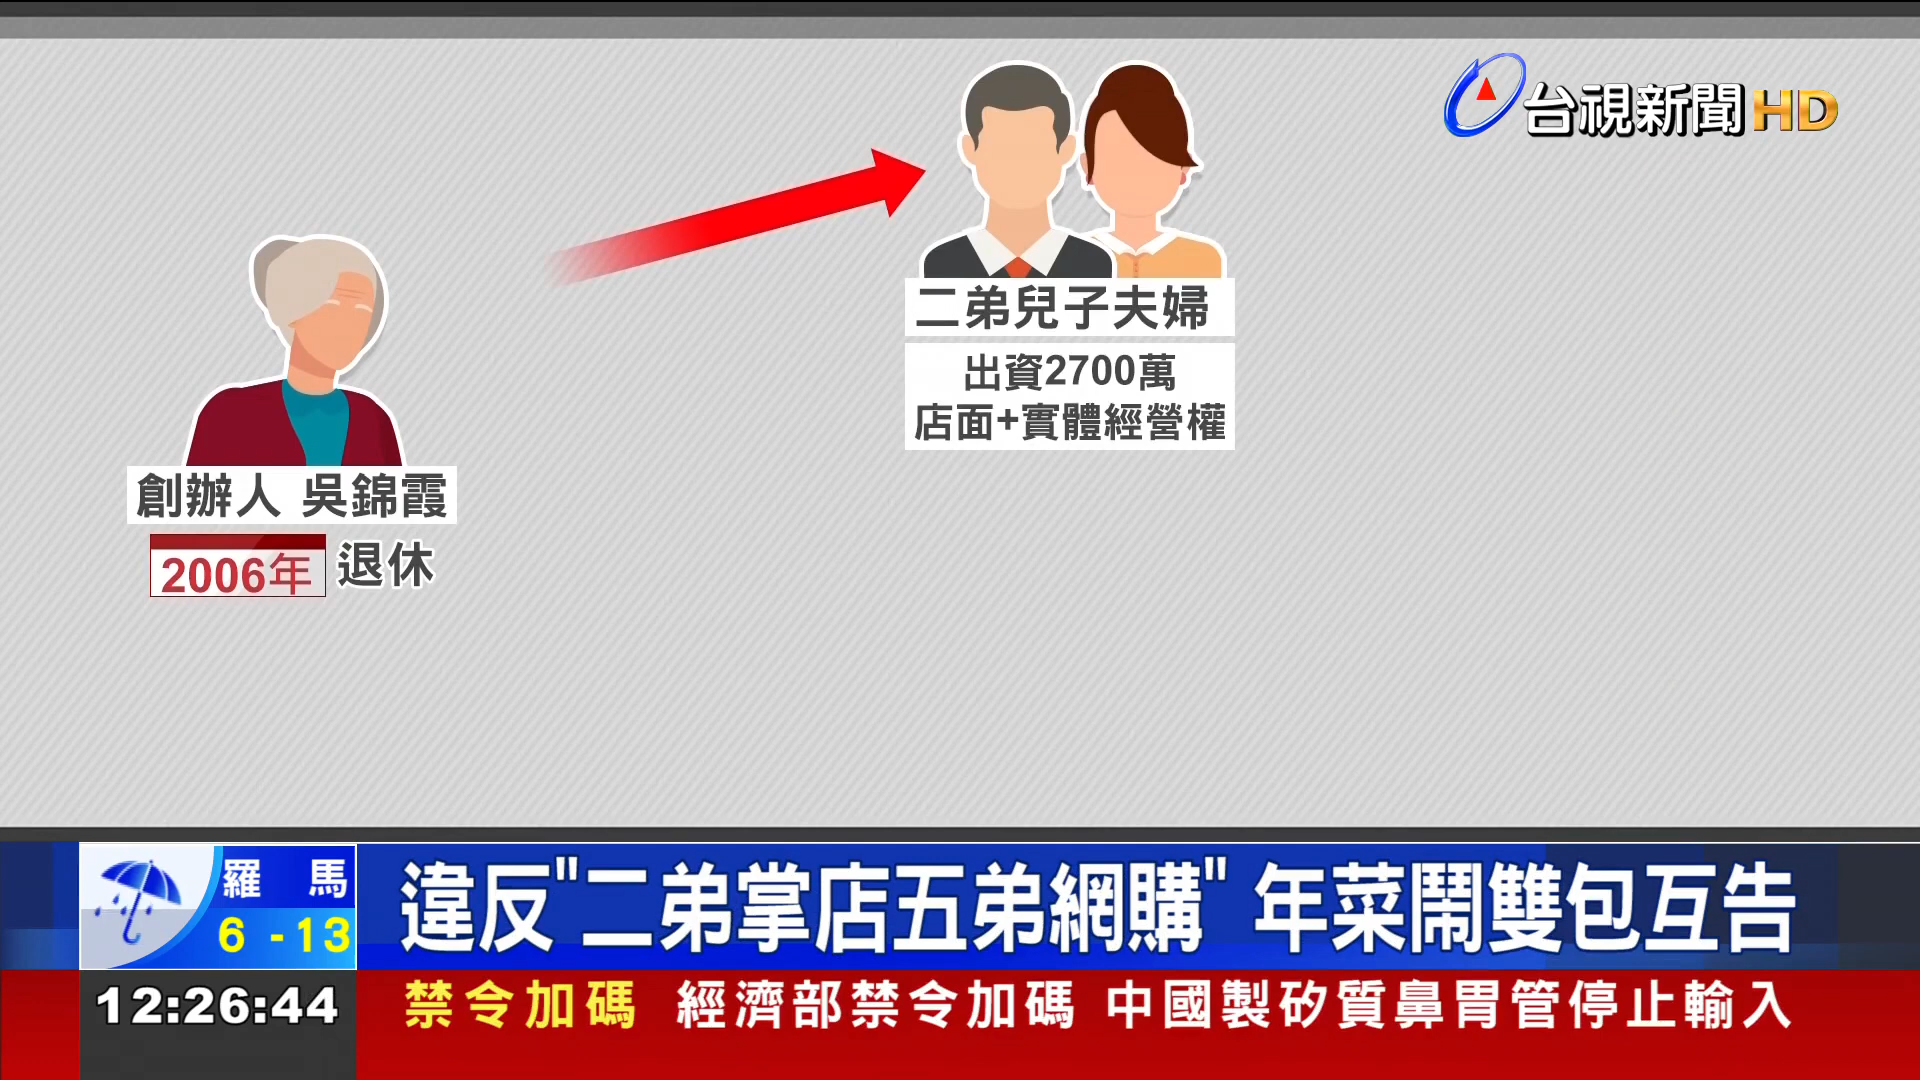 台視新聞HD
二弟兒子夫婦
出資2700萬
店面+實體經營權
創辦人 吳錦霞
2006年 退休
羅 馬
6 - 13
違反"二弟掌店五弟網購" 年菜鬧雙包互告
12:26:44
禁令加碼 經濟部禁令加碼 中國製矽質鼻胃管停止輸入